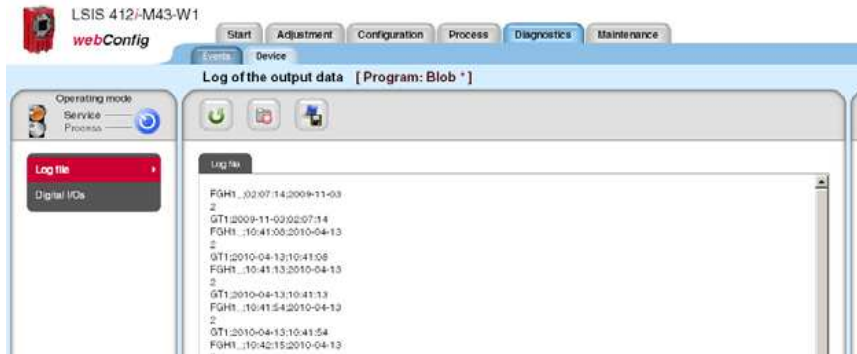 LSIS 412i-M43-W1
webConfig
Start Adjustment Configuration Process Diagnostics Maintenance
Events Device
Log of the output data [Program: Blob *]
Operating mode
Service
Process
Log file
Digital I/Os
Log file
FGH1_;02:07:14;2009-11-03
2
GT1;2009-11-03;02:07:14
FGH1_;10:41:08;2010-04-13
2
GT1;2010-04-13;10:41:08
FGH1_;10:41:13;2010-04-13
2
GT1;2010-04-13;10:41:13
FGH1_;10:41:54;2010-04-13
2
GT1;2010-04-13;10:41:54
FGH1_;10:42:15;2010-04-13